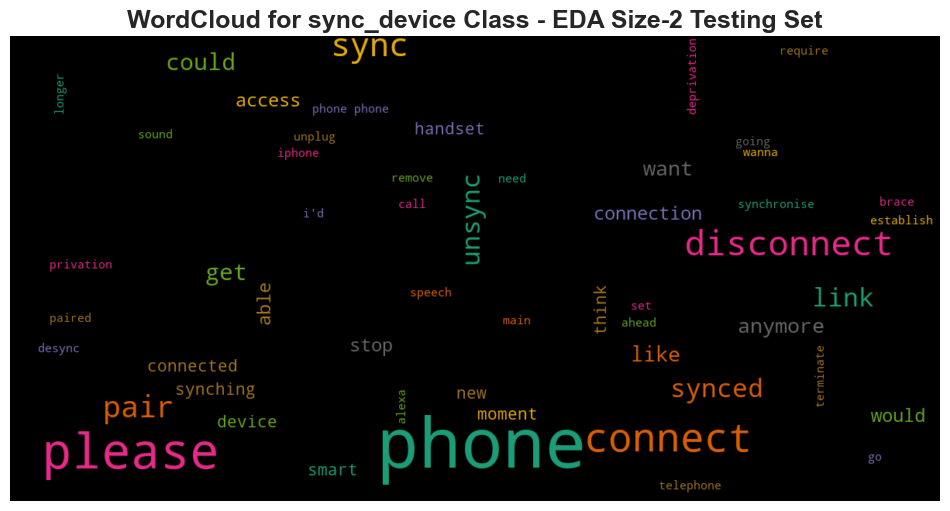 WordCloud for sync_device Class - EDA Size-2 Testing Set
sync
require
could
longer
deprivation
access
phone phone
handset
sound
unplug
going
iphone
wanna
want
remove
need
unsync
call
synchronise
brace
i'd
connection
establish
disconnect
privation
get
able
speech
link
think
set
paired
main
ahead
anymore
desync
stop
like
terminate
connected
synching
new
synced
pair
device
alexa
moment
would
please
phone
connect
smart
go
telephone